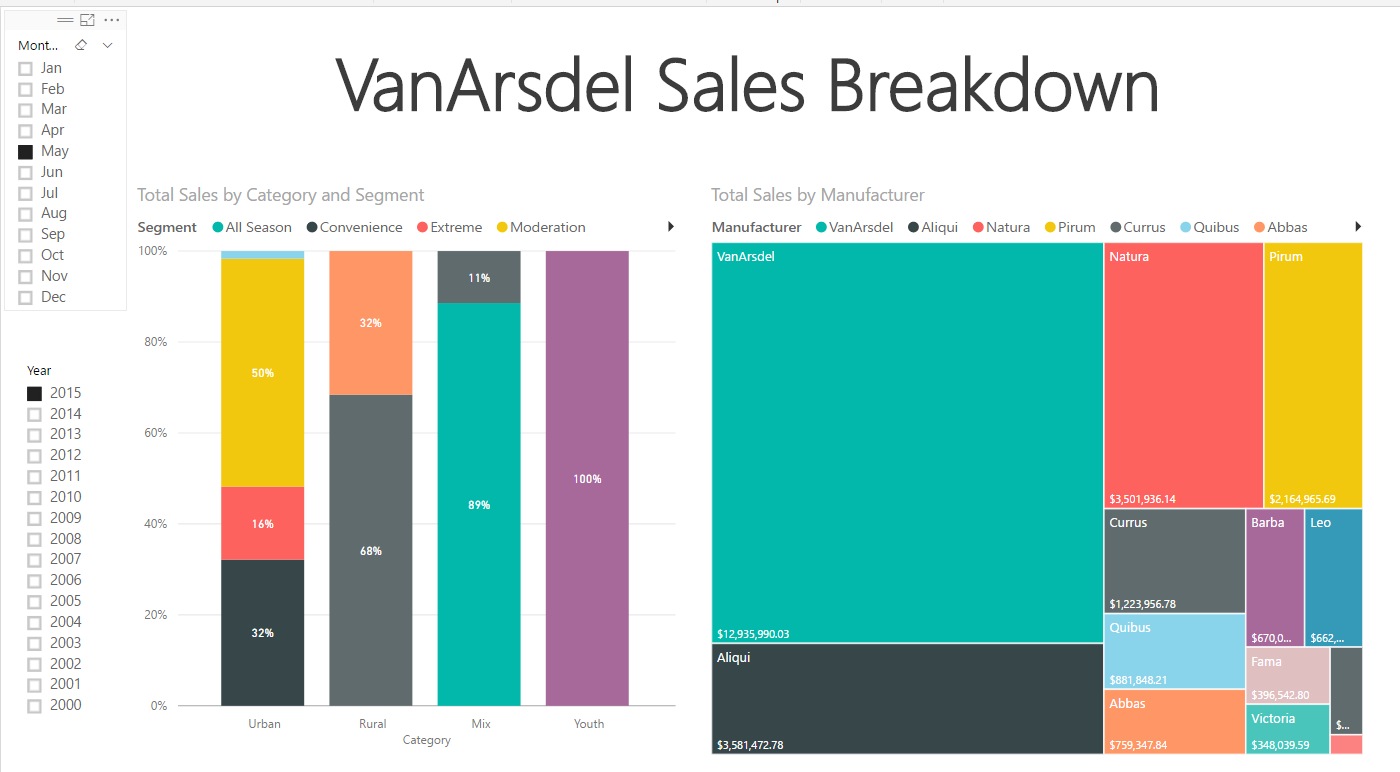 VanArsdel Sales Breakdown
Mont...
Jan
Feb
Mar
Apr
May
Jun
Jul
Aug
Sep
Oct
Nov
Dec
Year
2015
2014
2013
2012
2011
2010
2009
2008
2007
2006
2005
2004
2003
2002
2001
2000
Total Sales by Category and Segment
Segment All Season Convenience Extreme Moderation
100%
80%
60%
40%
20%
0%
50%
16%
32%
32%
68%
11%
89%
100%
Urban Rural Mix Youth
Category
Total Sales by Manufacturer
Manufacturer VanArsdel Aliqui Natura Pirum Currus Quibus Abbas
VanArsdel
$12,935,990.03
Aliqui
$3,581,472.78
Natura
$3,501,936.14
Pirum
$2,164,965.69
Currus
$1,223,956.78
Quibus
$881,848.21
Abbas
$759,347.84
Barba
$670,0...
Leo
$662,...
Fama
$396,542.80
Victoria
$348,039.59
$...